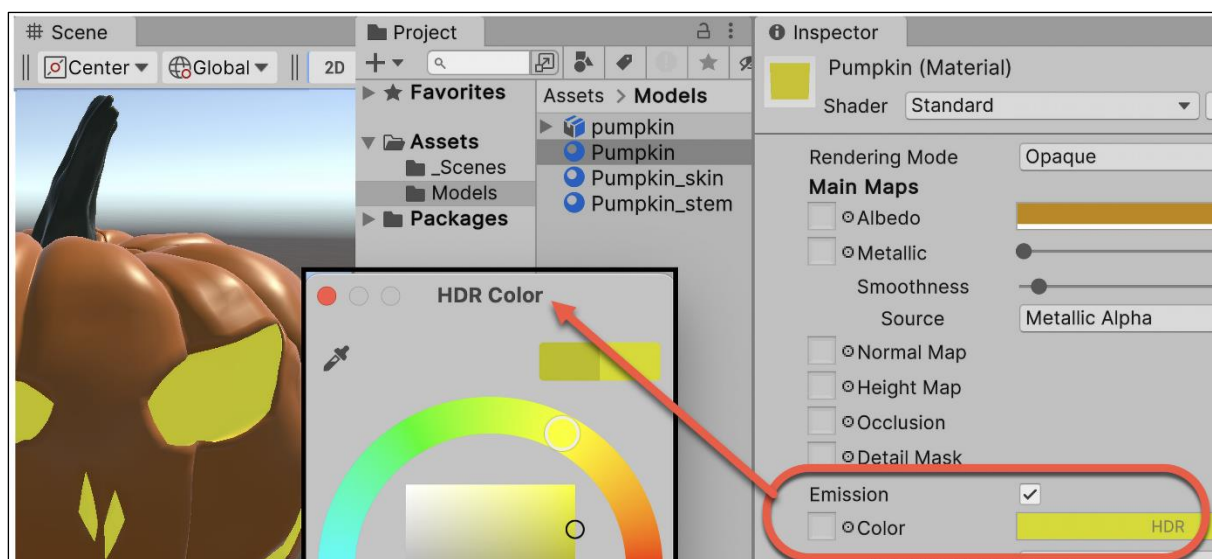 Scene
Center
Global
2D
Project
Favorites
Assets
_Scenes
Models
Packages
Assets > Models
pumpkin
Pumpkin
Pumpkin_skin
Pumpkin_stem
HDR Color
Inspector
Pumpkin (Material)
Shader Standard
Rendering Mode Opaque
Main Maps
Albedo
Metallic
Smoothness
Source Metallic Alpha
Normal Map
Height Map
Occlusion
Detail Mask
Emission
Color HDR